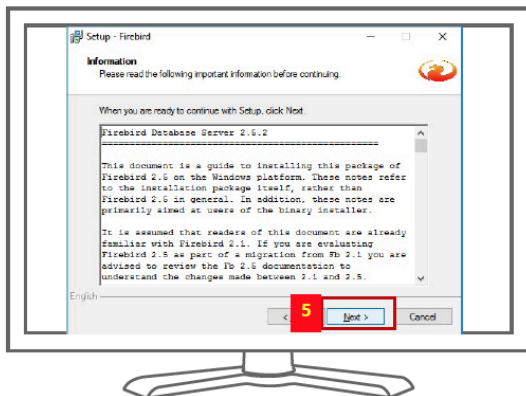 Setup - Firebird
Information
Please read the following important information before continuing.
When you are ready to continue with Setup, click Next.
Firebird Database Server 2.5.2
This document is a guide to installing this package of
Firebird 2.5 on the Windows platform. These notes refer
to the installation package itself, rather than
Firebird 2.5 in general. In addition, these notes are
primarily aimed at users of the binary installer.
It is assumed that readers of this document are already
familiar with Firebird 2.1. If you are evaluating
Firebird 2.5 as part of a migration from Fb 2.1 you are
advised to review the Fb 2.5 documentation to
understand the changes made between 2.1 and 2.5.
English
< 5 Next > Cancel